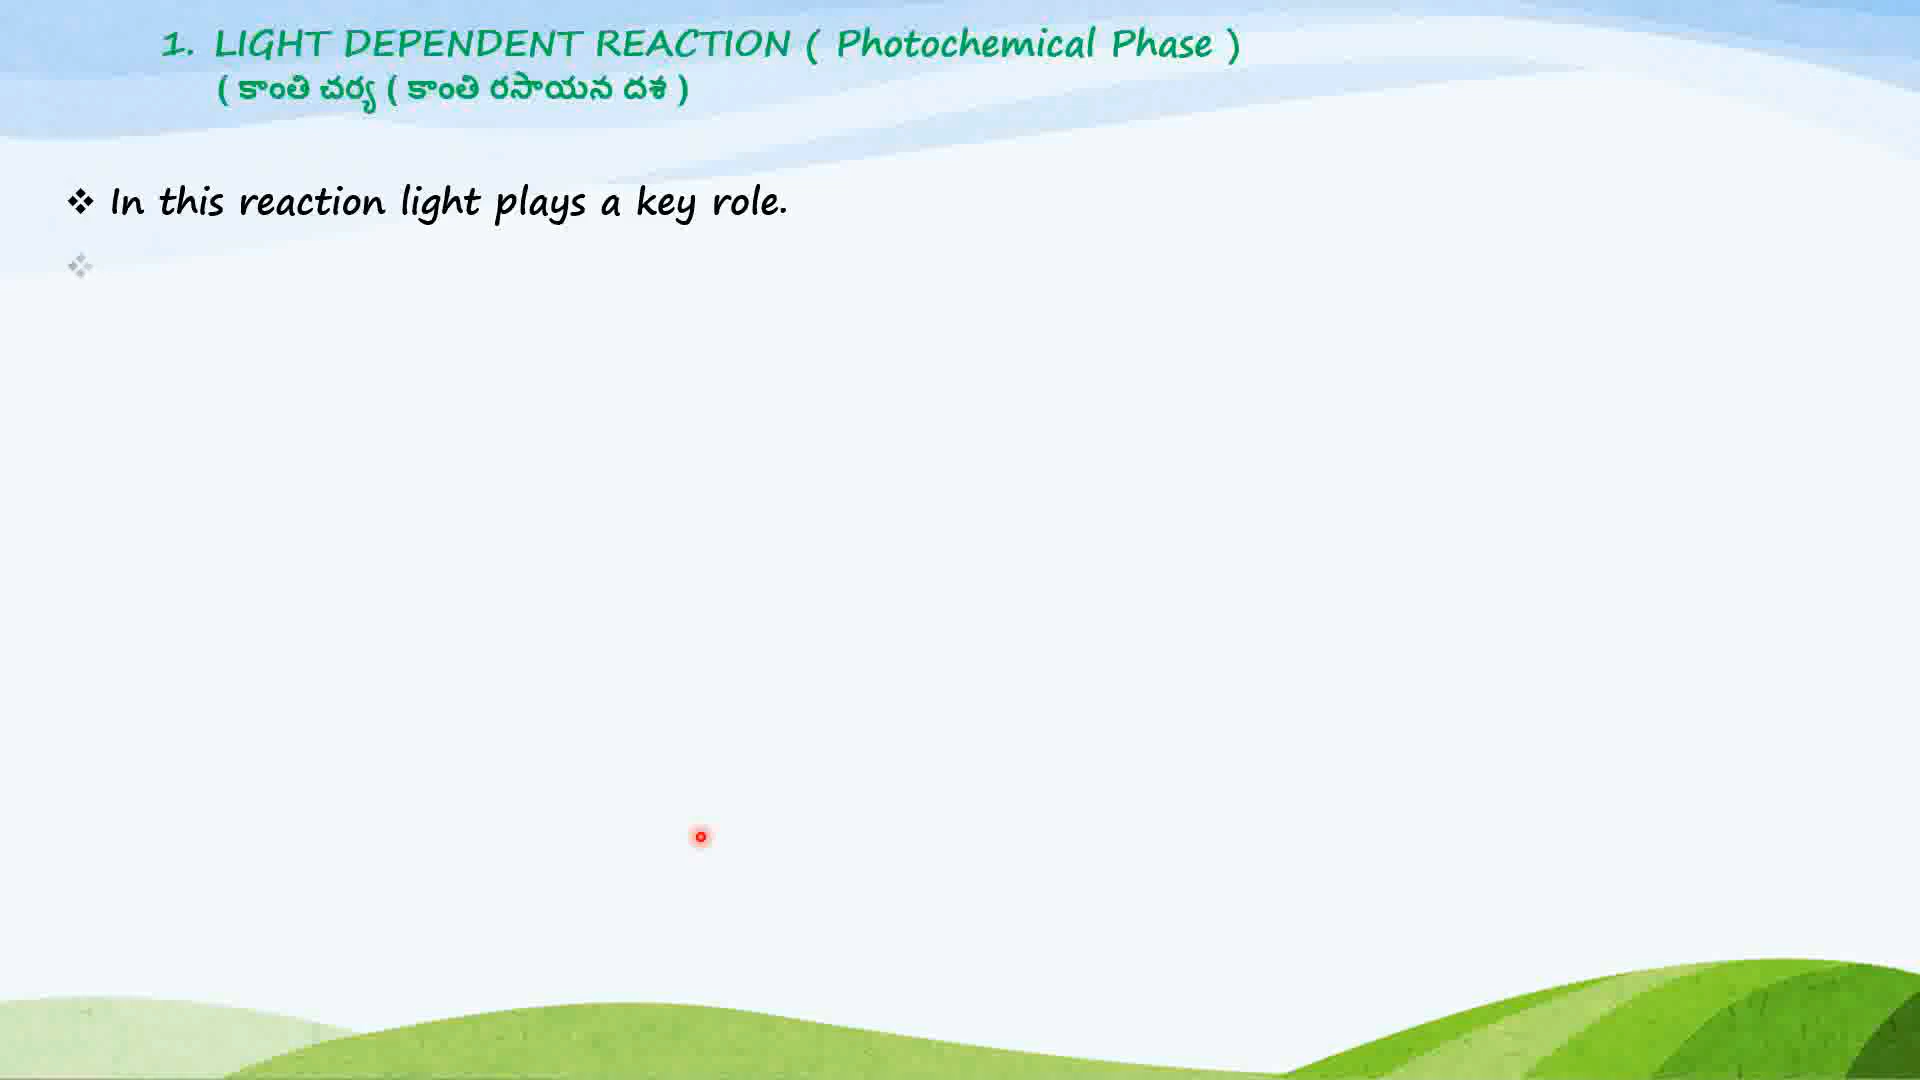 1. LIGHT DEPENDENT REACTION ( Photochemical Phase )
( కాంతి చర్య ( కాంతి రసాయన దశ )
❖ In this reaction light plays a key role.
❖